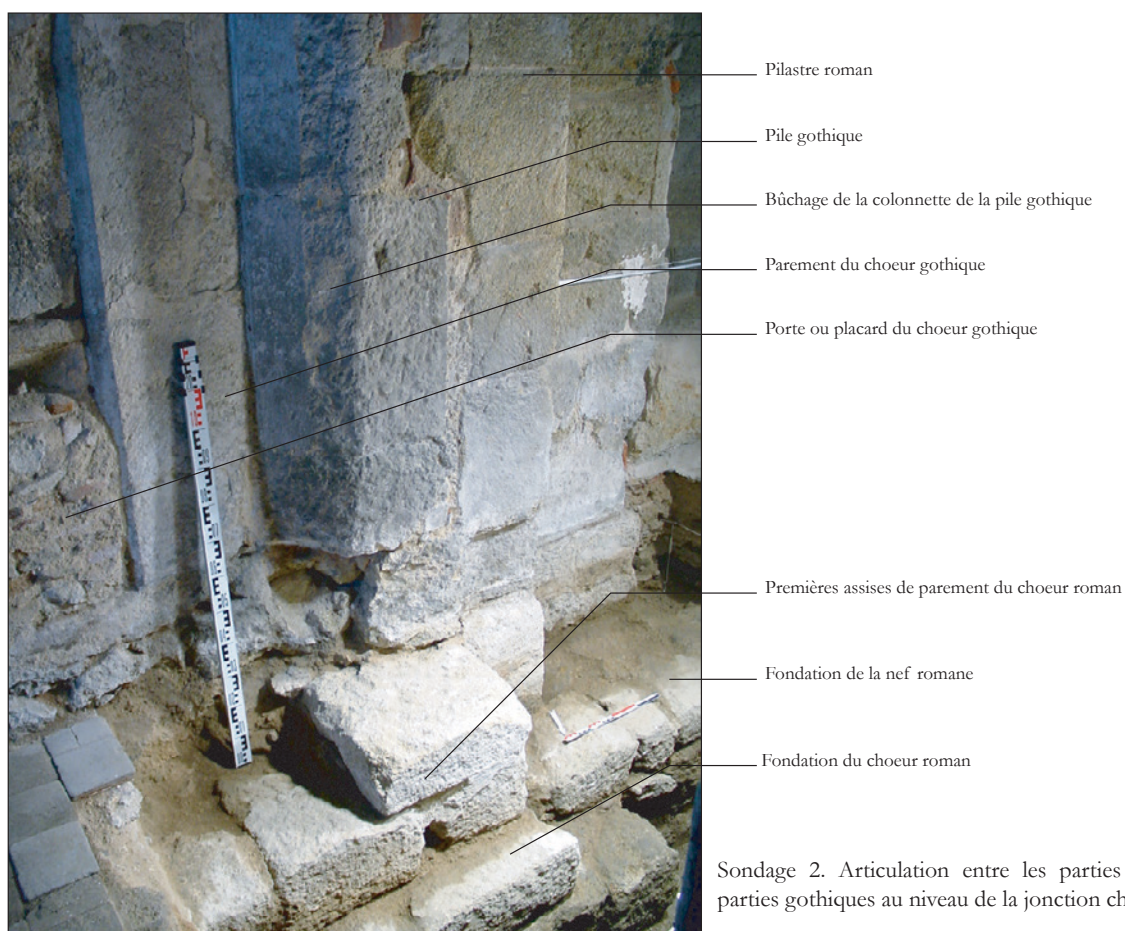 Pilastre roman
Pile gothique
Bûchage de la colonnette de la pile gothique
Parement du choeur gothique
Porte ou placard du choeur gothique
Premières assises de parement du choeur roman
Fondation de la nef romane
Fondation du choeur roman
Sondage 2. Articulation entre les parties
parties gothiques au niveau de la jonction